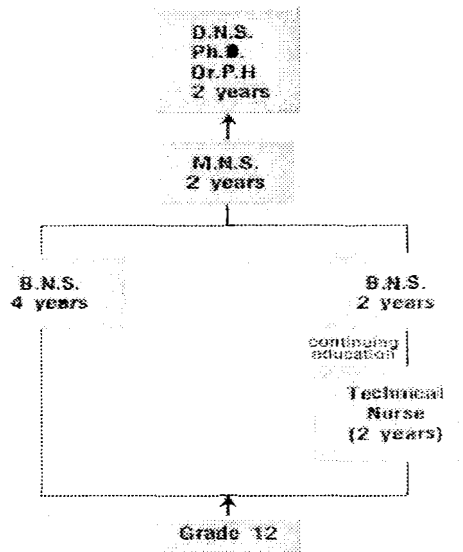 D.N.S.
Ph.D.
Dr.P.H
2 years
M.N.S.
2 years
B.N.S.
4 years
B.N.S.
2 years
continuing
education
Technical
Nurse
(2 years)
Grade 12